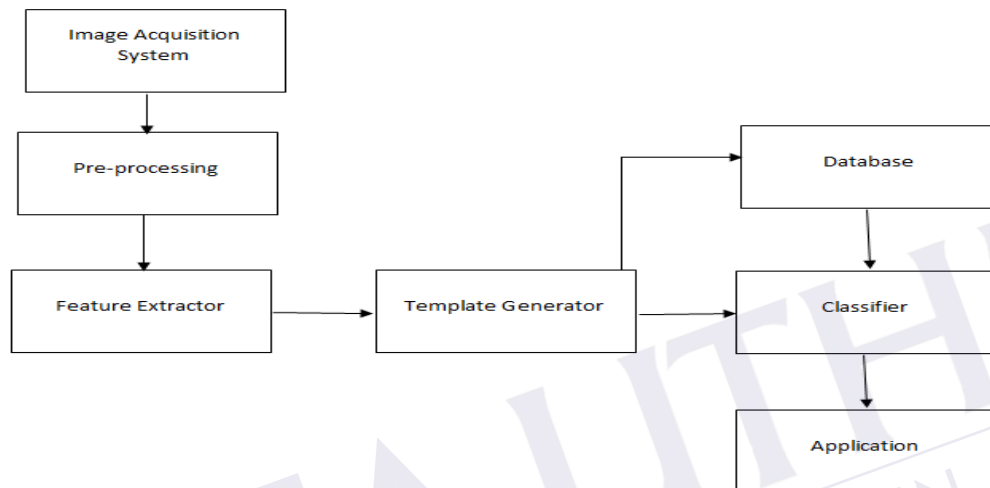 Image Acquisition
System
Pre-processing
Database
Feature Extractor
Template Generator
Classifier
Application